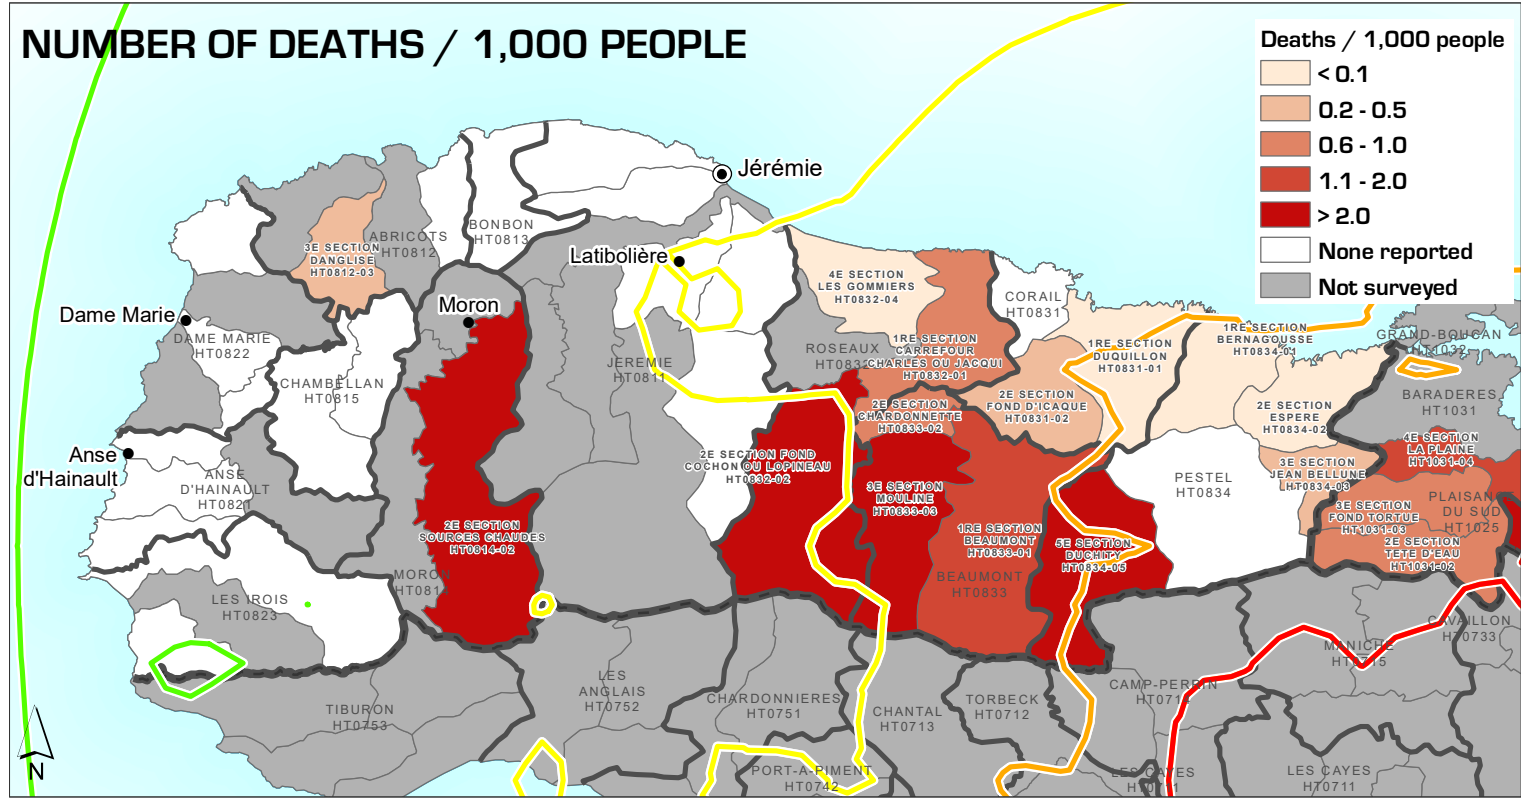 NUMBER OF DEATHS / 1,000 PEOPLE
Deaths / 1,000 people
< 0.1
0.2 - 0.5
0.6 - 1.0
1.1 - 2.0
> 2.0
None reported
Not surveyed
Jérémie
Latibolière
Moron
Dame Marie
Anse
d'Hainault
3E SECTION
DANGLISE
HT0812-03
ABRICOTS
HT0812
BONBON
HT0813
4E SECTION
LES GOMMIERS
HT0832-04
CORAIL
HT0831
DAME MARIE
HT0822
CHAMBELLAN
HT0815
JEREMIE
HT0811
ROSEAUX
HT0832
1RE SECTION
CARREFOUR
CHARLES OU JACQUI
HT0832-01
1RE SECTION
DUQUILLON
HT0831-01
1RE SECTION
BERNAGOUSSE
HT0834-01
GRAND-BOUCAN
HT1032
BARADERES
HT1031
2E SECTION
FOND D'ICAQUE
HT0831-02
2E SECTION
CHARDONNETTE
HT0833-02
2E SECTION
ESPERE
HT0834-02
4E SECTION
LA PLAINE
HT1031-04
ANSE
D'HAINAULT
HT0821
2E SECTION FOND
COCHON OU LOPINEAU
HT0832-02
3E SECTION
MOULINE
HT0833-03
PESTEL
HT0834
3E SECTION
JEAN BELLUNE
HT0834-03
PLAISAN
DU SUD
HT1025
3E SECTION
FOND TORTUE
HT1031-03
2E SECTION
SOURCES CHAUDES
HT0814-02
1RE SECTION
BEAUMONT
HT0833-01
5E SECTION
DUCHITY
HT0834-05
2E SECTION
TETE D'EAU
HT1031-02
MORON
HT081
BEAUMONT
HT0833
LES IROIS
HT0823
CAVAILLON
HT0733
MANICHE
HT0715
TIBURON
HT0753
LES
ANGLAIS
HT0752
CHARDONNIERES
HT0751
CHANTAL
HT0713
TORBECK
HT0712
CAMP-PERRIN
HT0714
PORT-A-PIMENT
HT0742
LES CAYES
HT0711
LES CAYES
HT0711
N